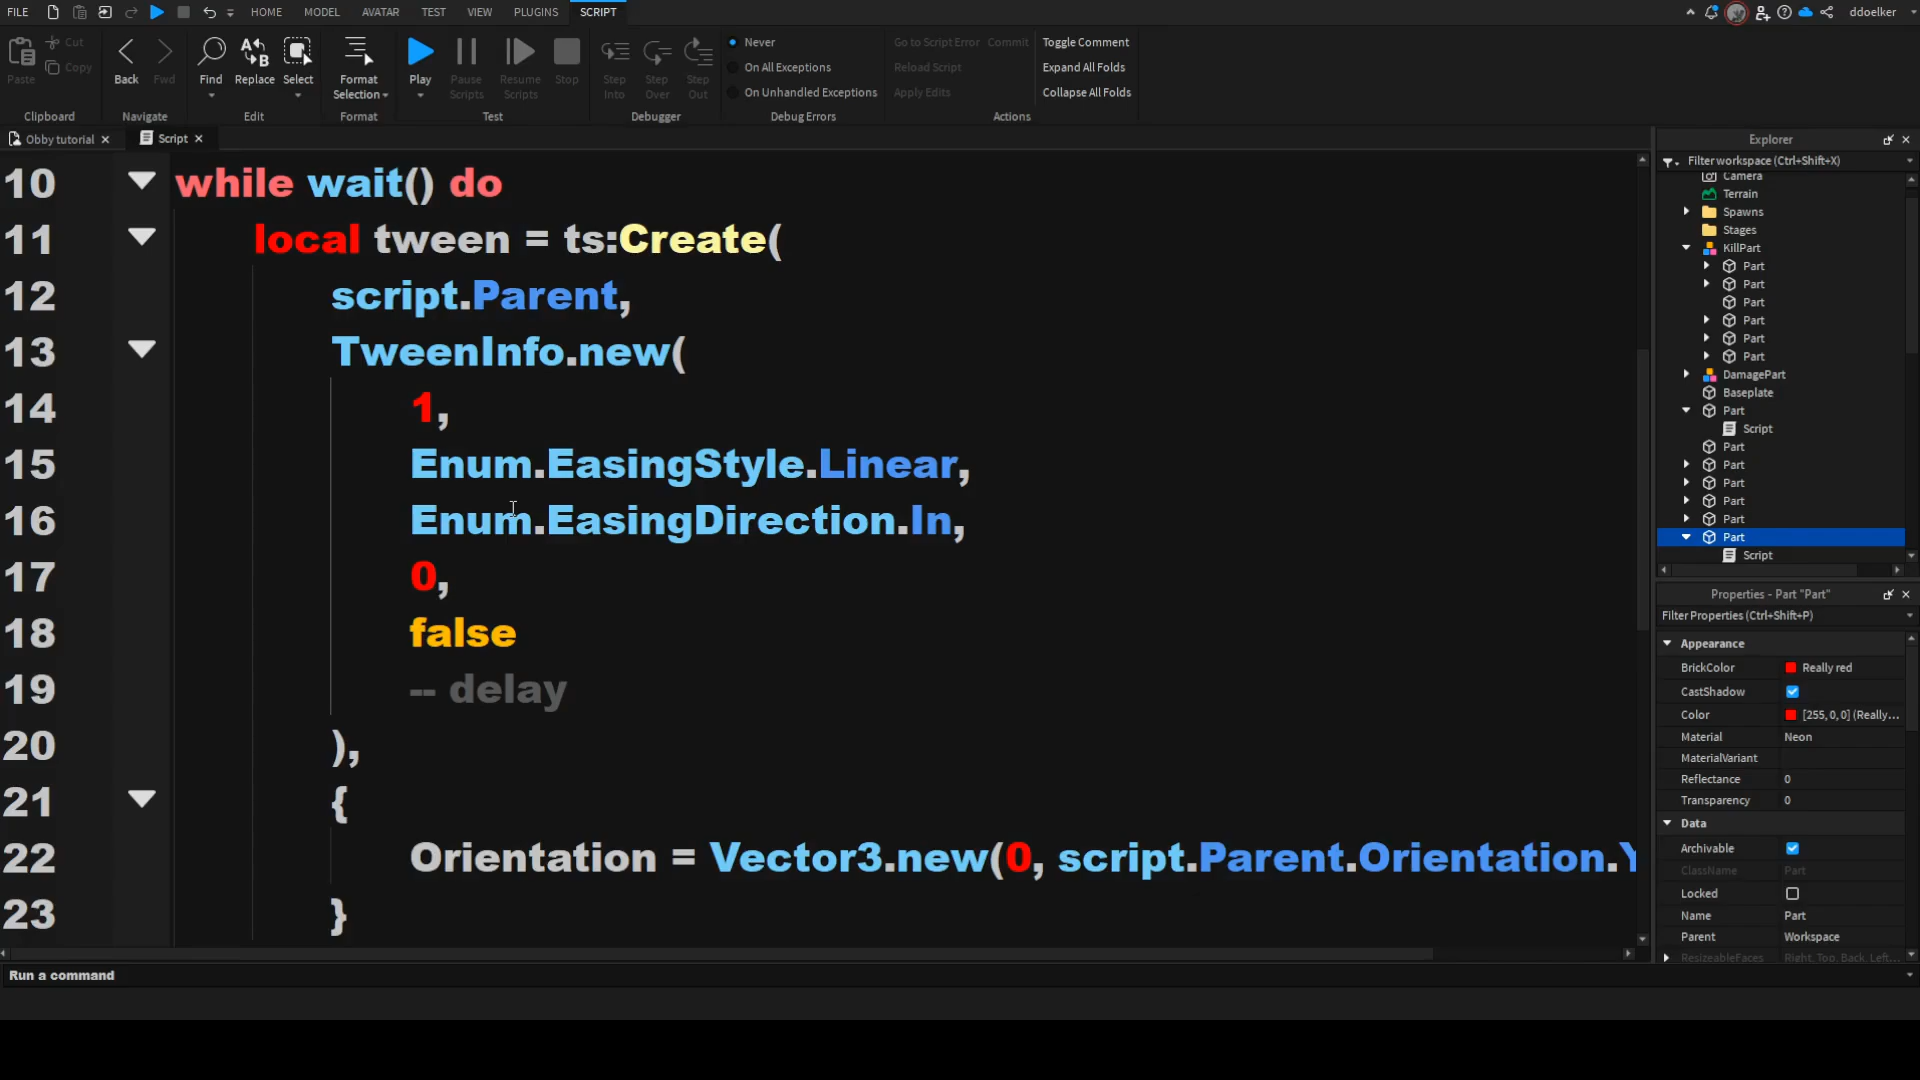 FILE HOME MODEL AVATAR TEST VIEW PLUGINS SCRIPT ddoelker
Paste Cut Copy
Back Fwd
Find Replace Select
Format Selection
Play Pause Scripts Resume Scripts Stop
Step Into Step Over Step Out
Never
On All Exceptions
On Unhandled Exceptions
Go to Script Error Commit
Reload Script
Apply Edits
Toggle Comment
Expand All Folds
Collapse All Folds
Clipboard Navigate Edit Format Test Debugger Debug Errors Actions
Obby tutorial Script
10 while wait() do
11 local tween = ts:Create(
12 script.Parent,
13 TweenInfo.new(
14 1,
15 Enum.EasingStyle.Linear,
16 Enum.EasingDirection.In,
17 0,
18 false
19 -- delay
20 ),
21 {
22 Orientation = Vector3.new(0, script.Parent.Orientation.Y
23 }
Run a command
Explorer
Filter workspace (Ctrl+Shift+X)
Camera
Terrain
Spawns
Stages
KillPart
Part
Part
Part
Part
Part
Part
DamagePart
Baseplate
Part
Script
Part
Part
Part
Part
Part
Part
Script
Properties - Part "Part"
Filter Properties (Ctrl+Shift+P)
Appearance
BrickColor Really red
CastShadow
Color [255, 0, 0] (Really...
Material Neon
MaterialVariant
Reflectance 0
Transparency 0
Data
Archivable
ClassName Part
Locked
Name Part
Parent Workspace
ResizeableFaces Right, Top, Back, Left...